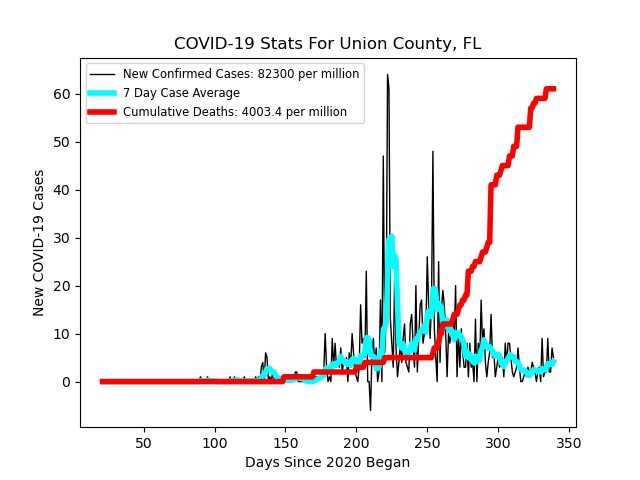 COVID-19 Stats For Union County, FL
New Confirmed Cases: 82300 per million
7 Day Case Average
Cumulative Deaths: 4003.4 per million
New COVID-19 Cases
60
50
40
30
20
10
0
50 100 150 200 250 300 350
Days Since 2020 Began